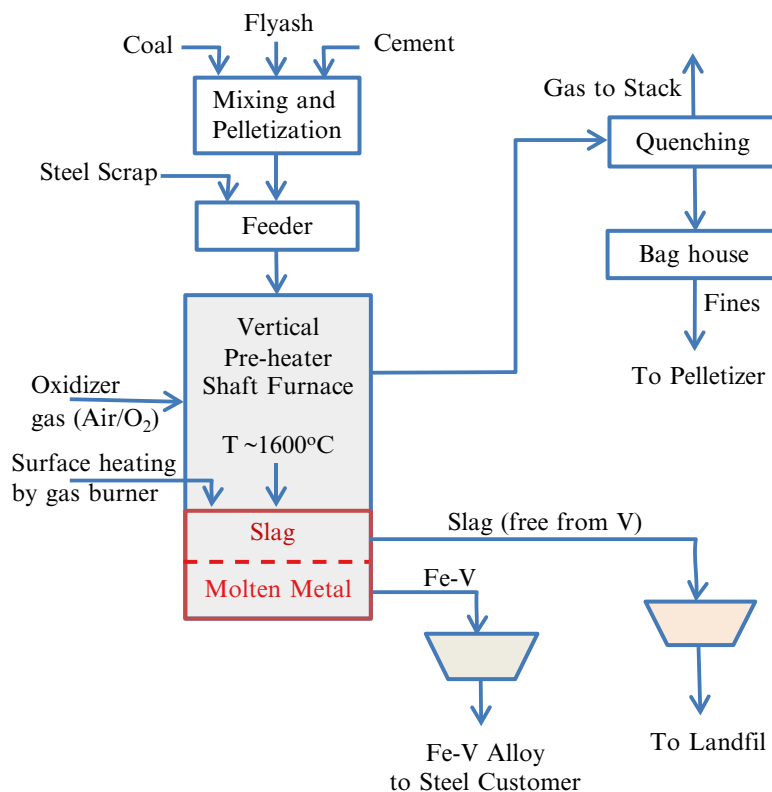 Flyash
Coal
Cement
Mixing and
Pelletization
Gas to Stack
Quenching
Steel Scrap
Feeder
Bag house
Fines
To Pelletizer
Vertical
Pre-heater
Shaft Furnace
Oxidizer
gas (Air/O₂)
T ~1600°C
Surface heating
by gas burner
Slag
Slag (free from V)
Molten Metal
Fe-V
To Landfil
Fe-V Alloy
to Steel Customer